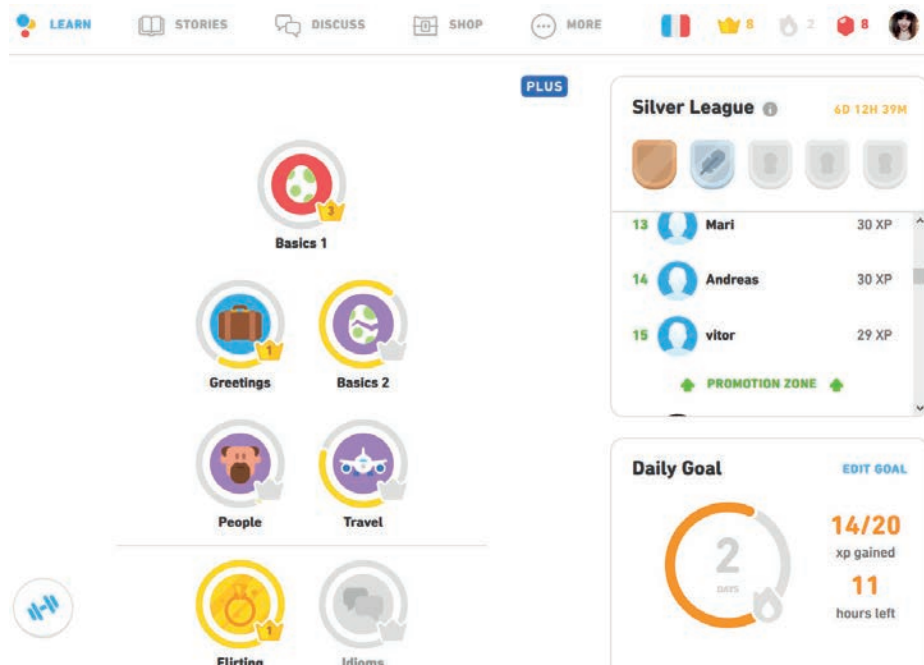 LEARN STORIES DISCUSS SHOP MORE 8 2 8
PLUS
Silver League 6D 12H 39M
13 Mari 30 XP
14 Andreas 30 XP
15 vitor 29 XP
PROMOTION ZONE
3
Basics 1
1
Greetings Basics 2
People Travel
1
Flirting Idioms
Daily Goal EDIT GOAL
2
DAYS
14/20
xp gained
11
hours left